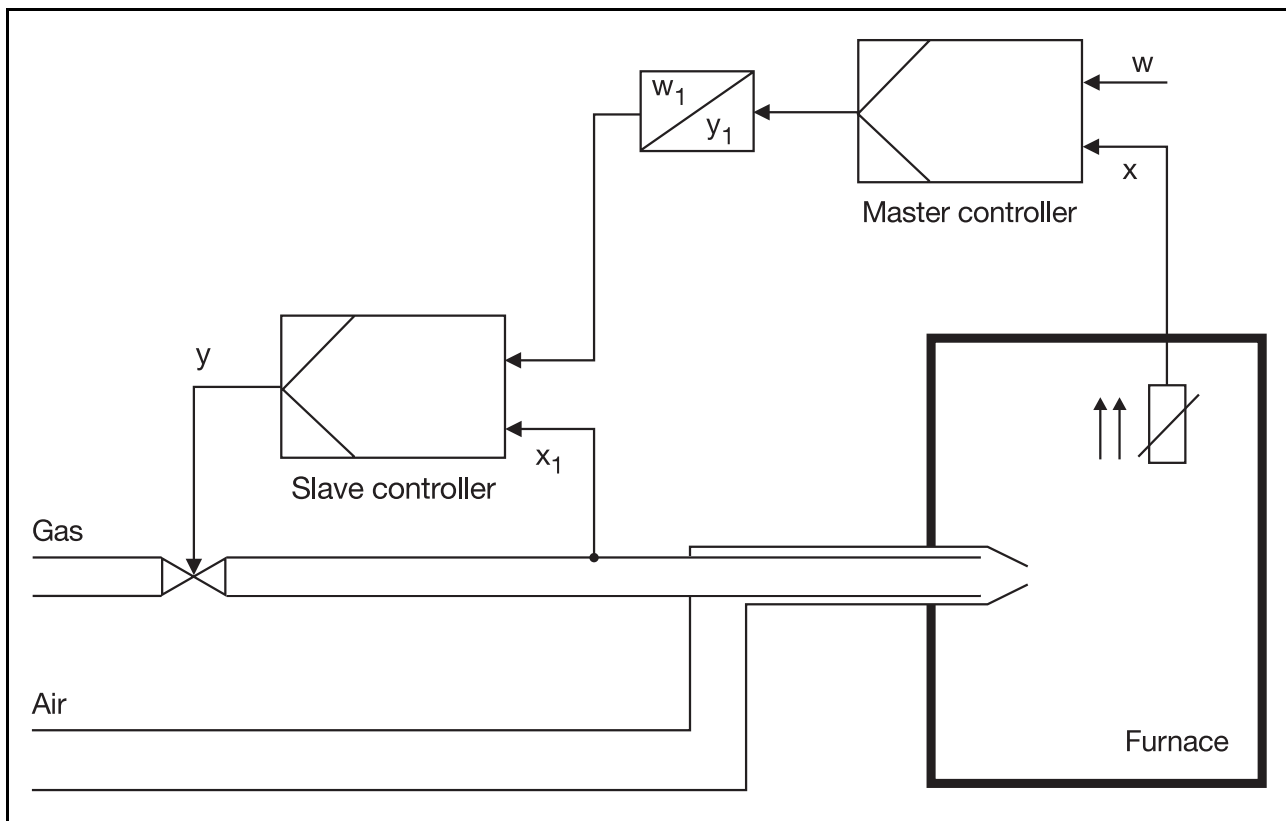 w
w₁
y₁
x
Master controller
y
x₁
Slave controller
Gas
Air
Furnace